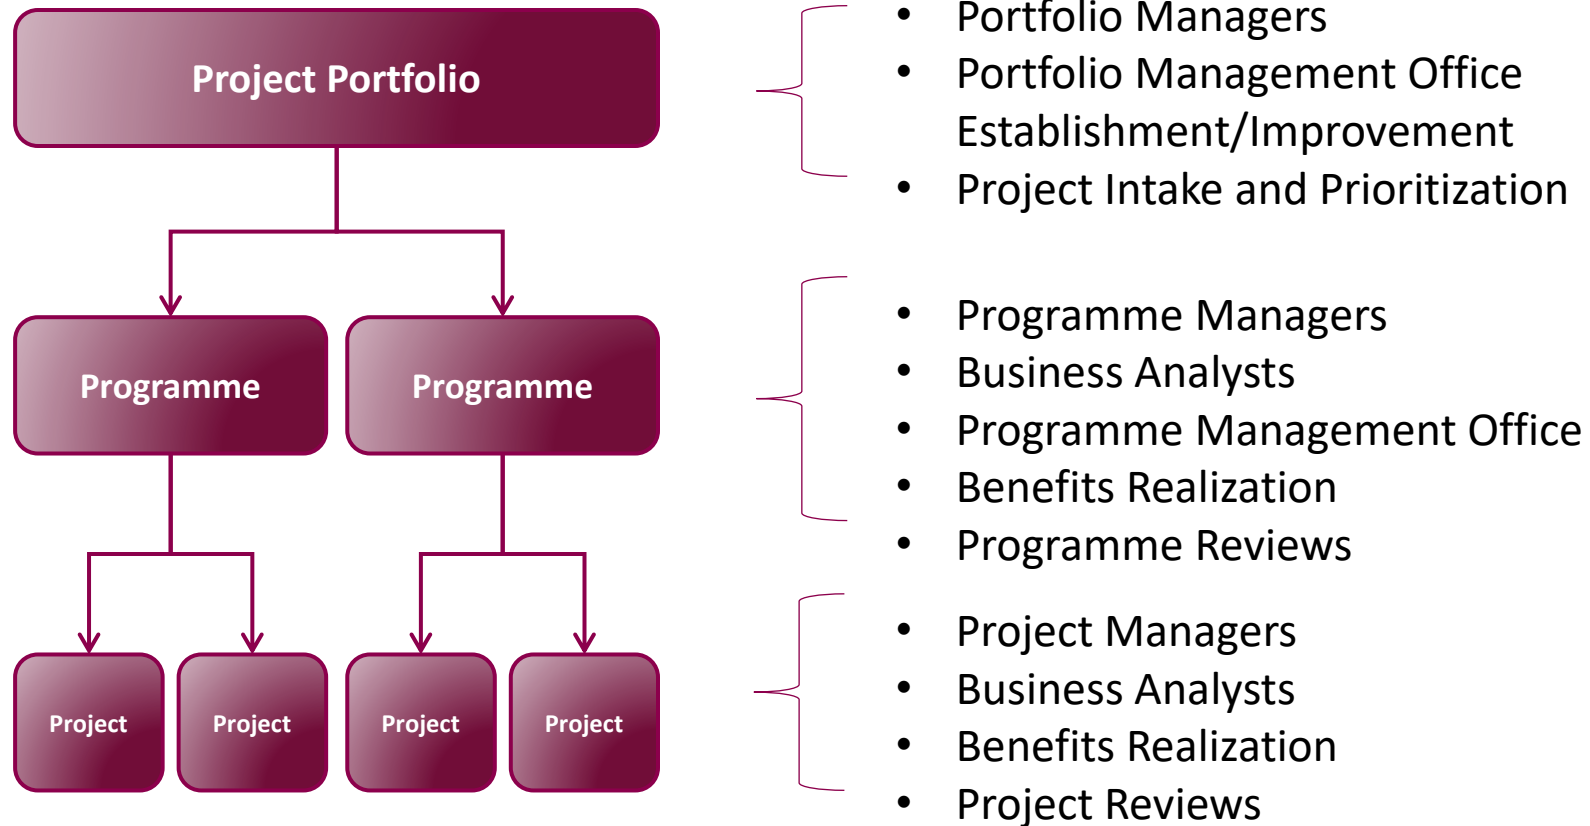 Project Portfolio
• Portfolio Managers
• Portfolio Management Office
Establishment/Improvement
• Project Intake and Prioritization
Programme
Programme
• Programme Managers
• Business Analysts
• Programme Management Office
• Benefits Realization
• Programme Reviews
Project
Project
Project
Project
• Project Managers
• Business Analysts
• Benefits Realization
• Project Reviews